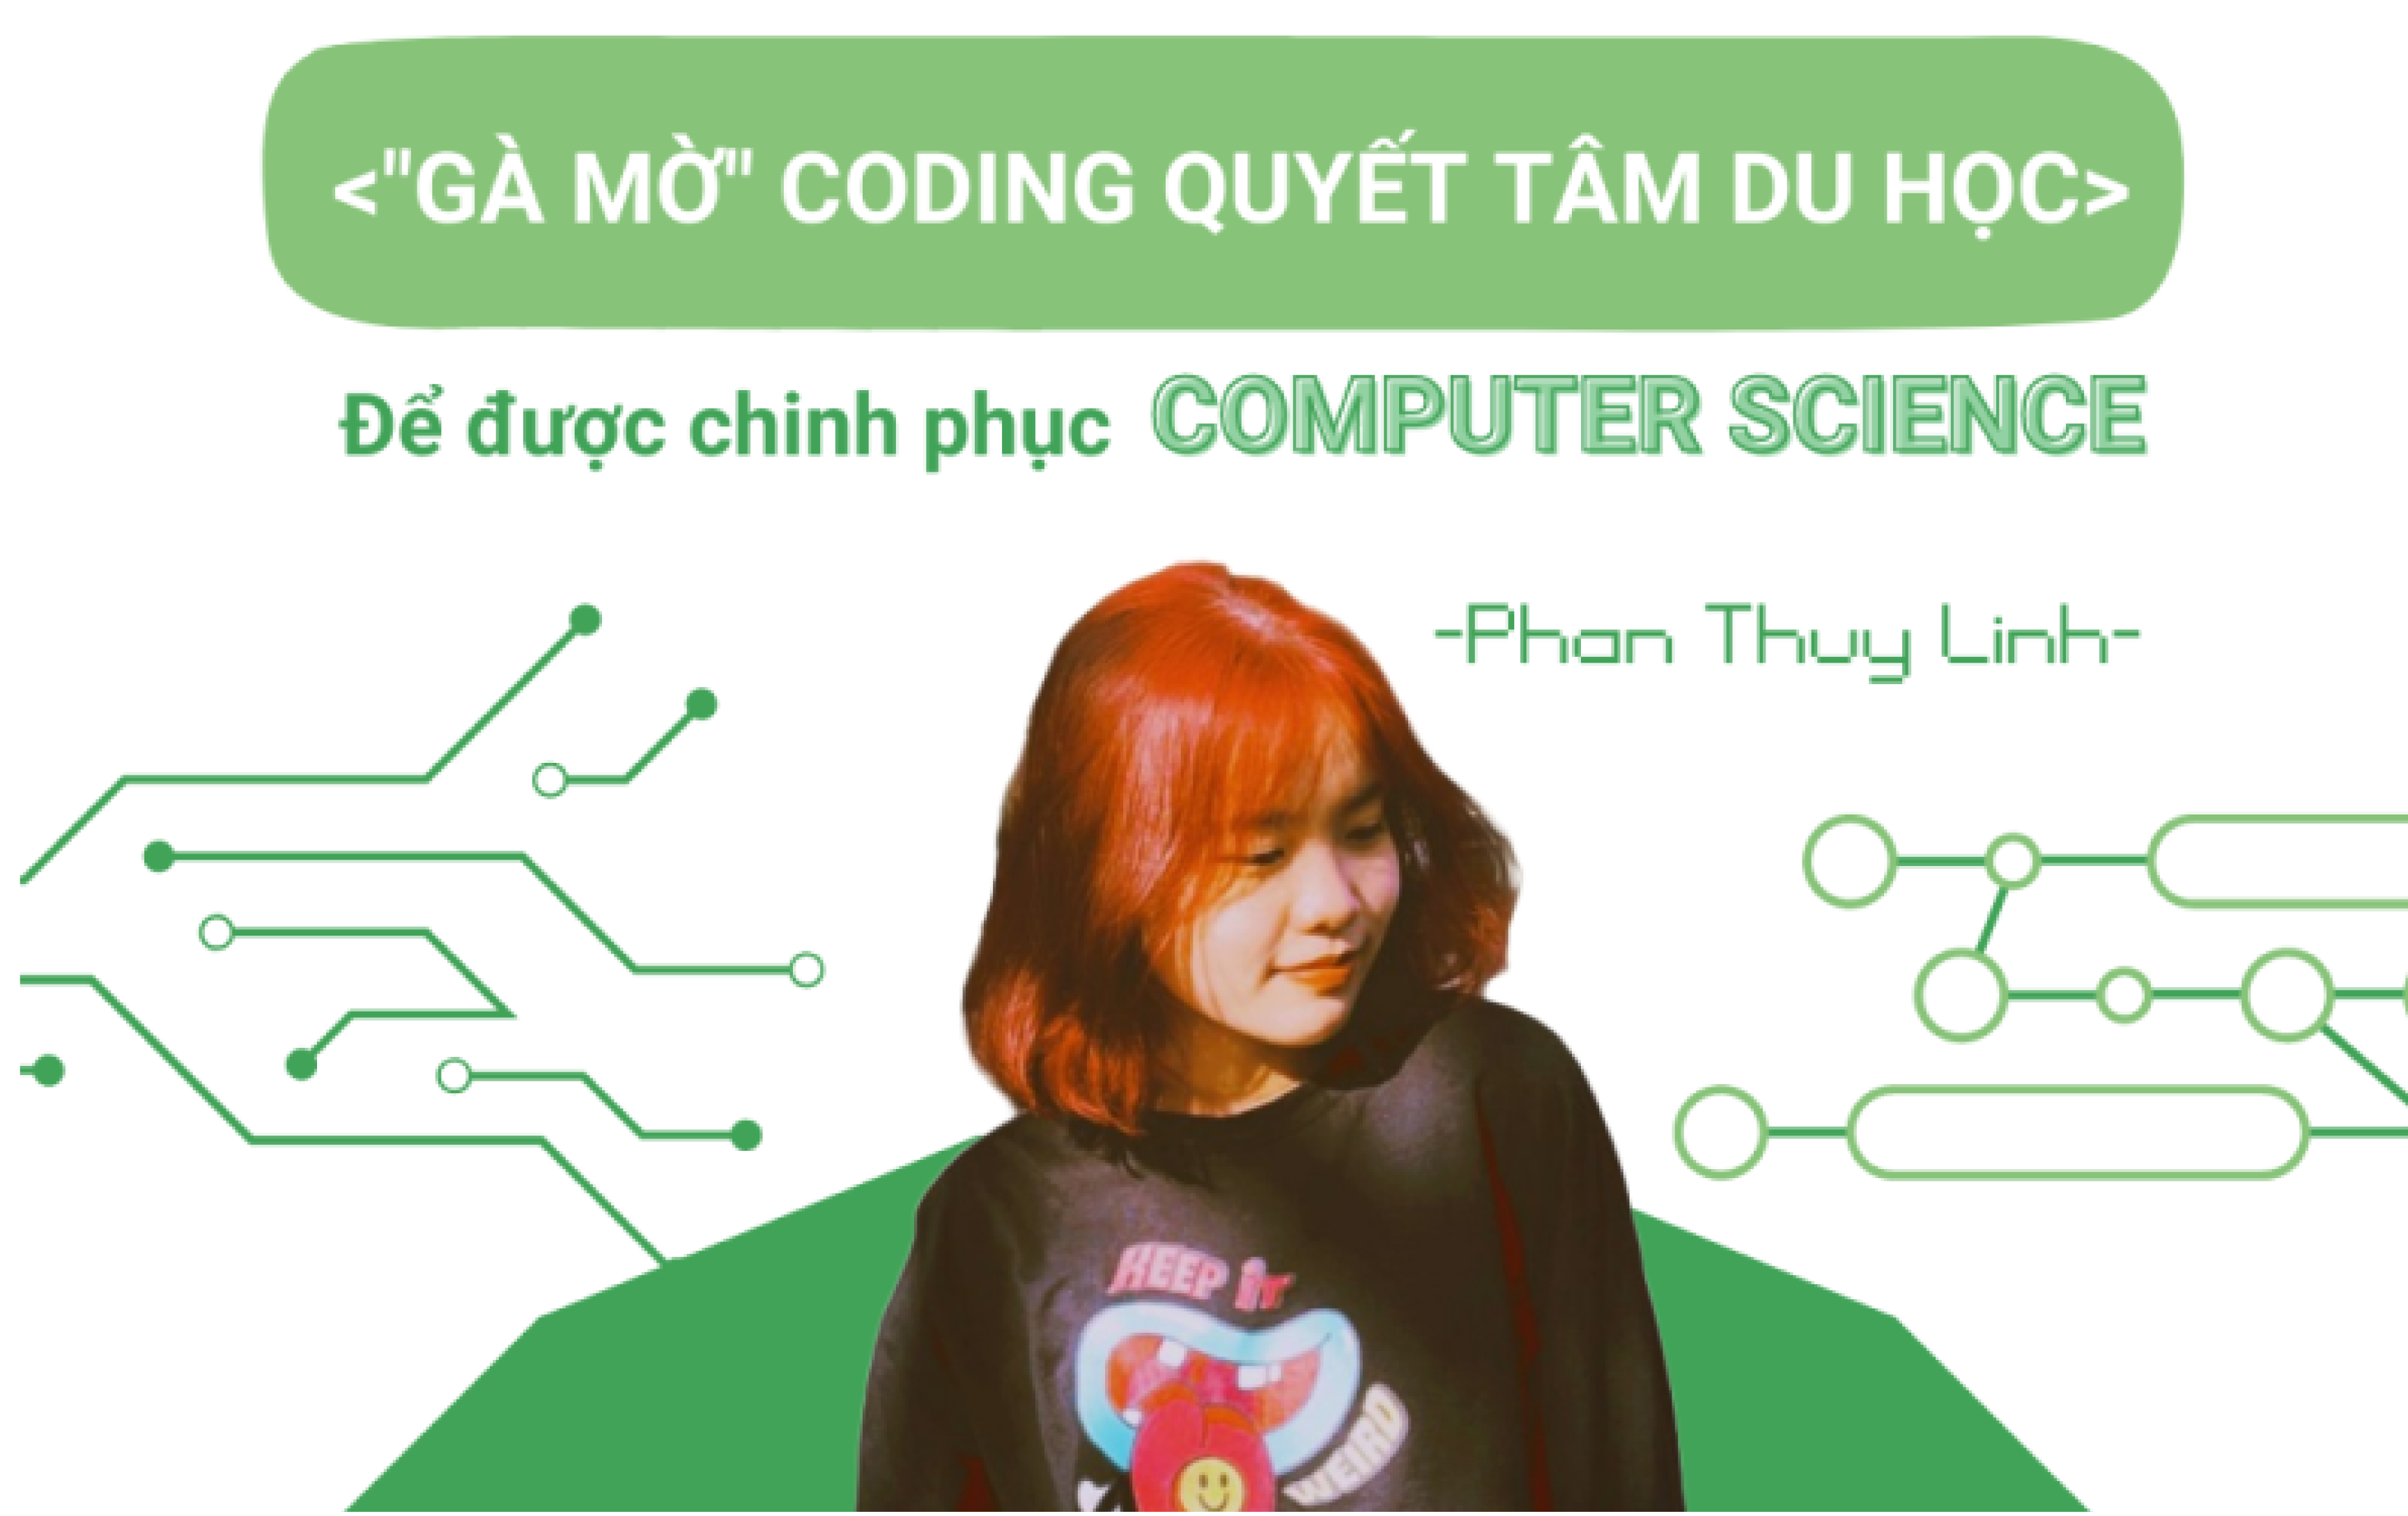 <"GÀ MỜ" CODING QUYẾT TÂM DU HỌC>
Để được chinh phục COMPUTER SCIENCE
-Phan Thuy Linh-
KEEP iT
WEIRD